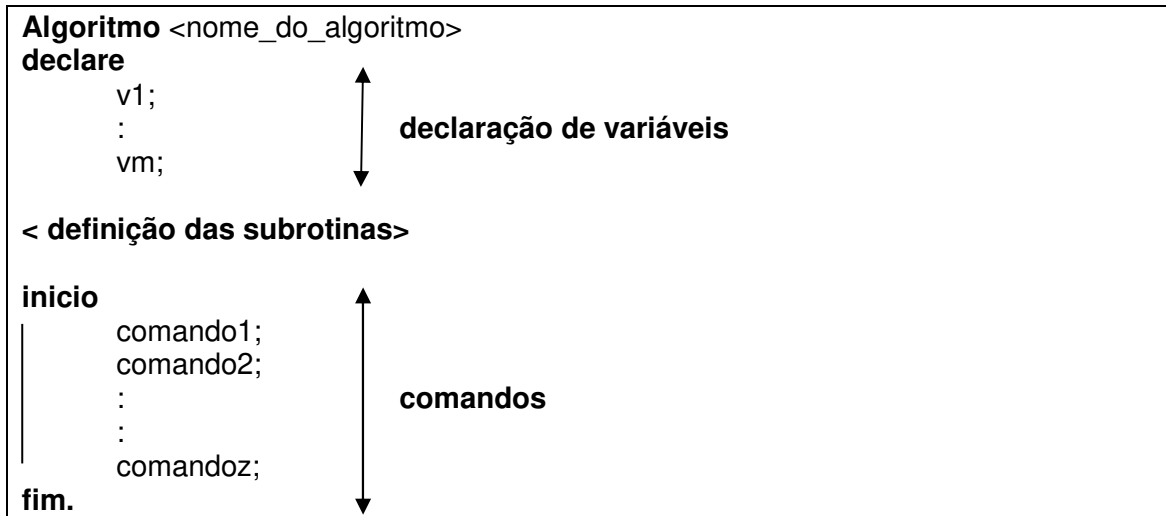 Algoritmo <nome_do_algoritmo>
declare
v1;
:
declaração de variáveis
vm;
< definição das subrotinas>
inicio
comando1;
comando2;
:
comandos
:
comandoz;
fim.